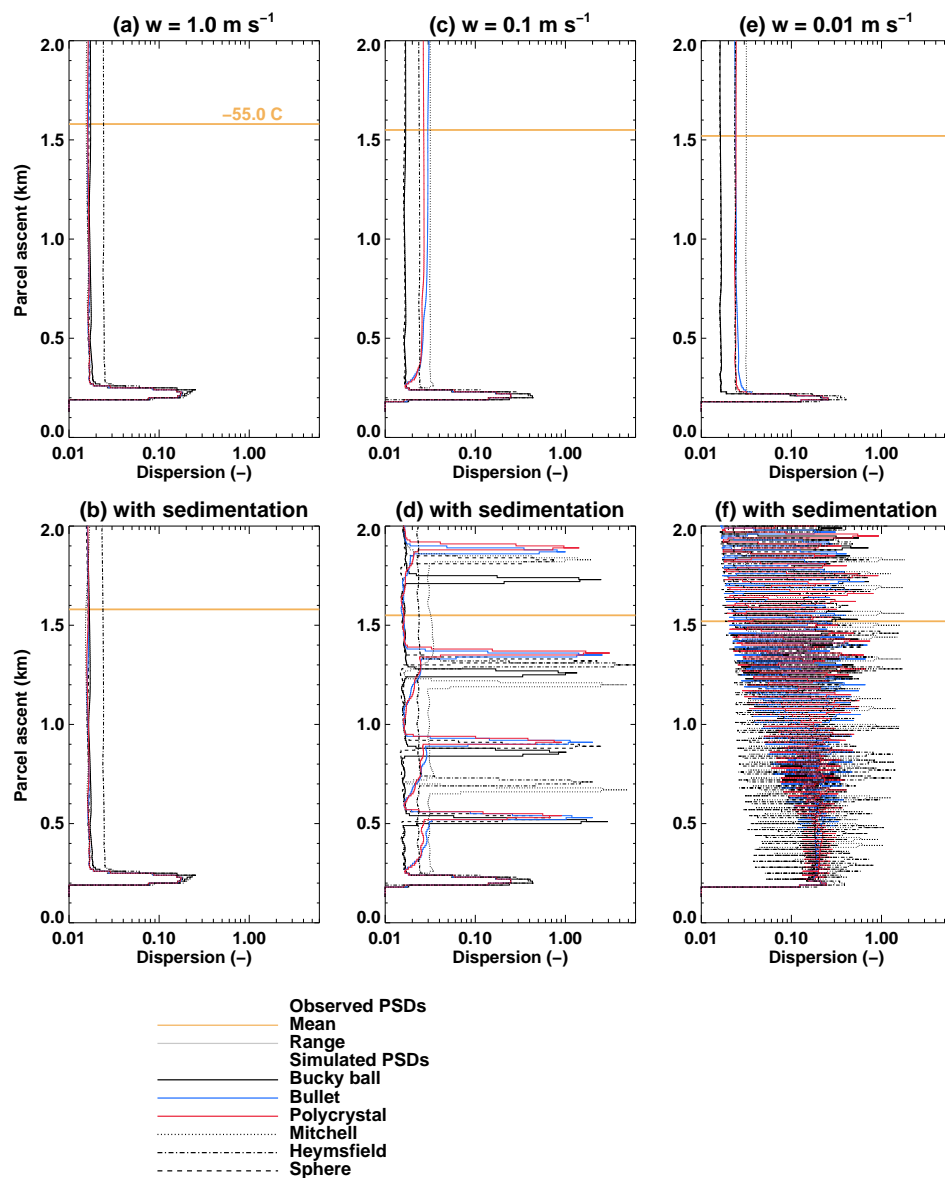 (a) w = 1.0 m s−1
(c) w = 0.1 m s−1
(e) w = 0.01 m s−1
2.0
1.5
1.0
0.5
0.0
Parcel ascent (km)
−55.0 C
0.01 0.10 1.00
Dispersion (−)
2.0
1.5
1.0
0.5
0.0
0.01 0.10 1.00
Dispersion (−)
2.0
1.5
1.0
0.5
0.0
0.01 0.10 1.00
Dispersion (−)
(b) with sedimentation
(d) with sedimentation
(f) with sedimentation
2.0
1.5
1.0
0.5
0.0
Parcel ascent (km)
0.01 0.10 1.00
Dispersion (−)
2.0
1.5
1.0
0.5
0.0
0.01 0.10 1.00
Dispersion (−)
2.0
1.5
1.0
0.5
0.0
0.01 0.10 1.00
Dispersion (−)
Observed PSDs
Mean
Range
Simulated PSDs
Bucky ball
Bullet
Polycrystal
Mitchell
Heymsfield
Sphere